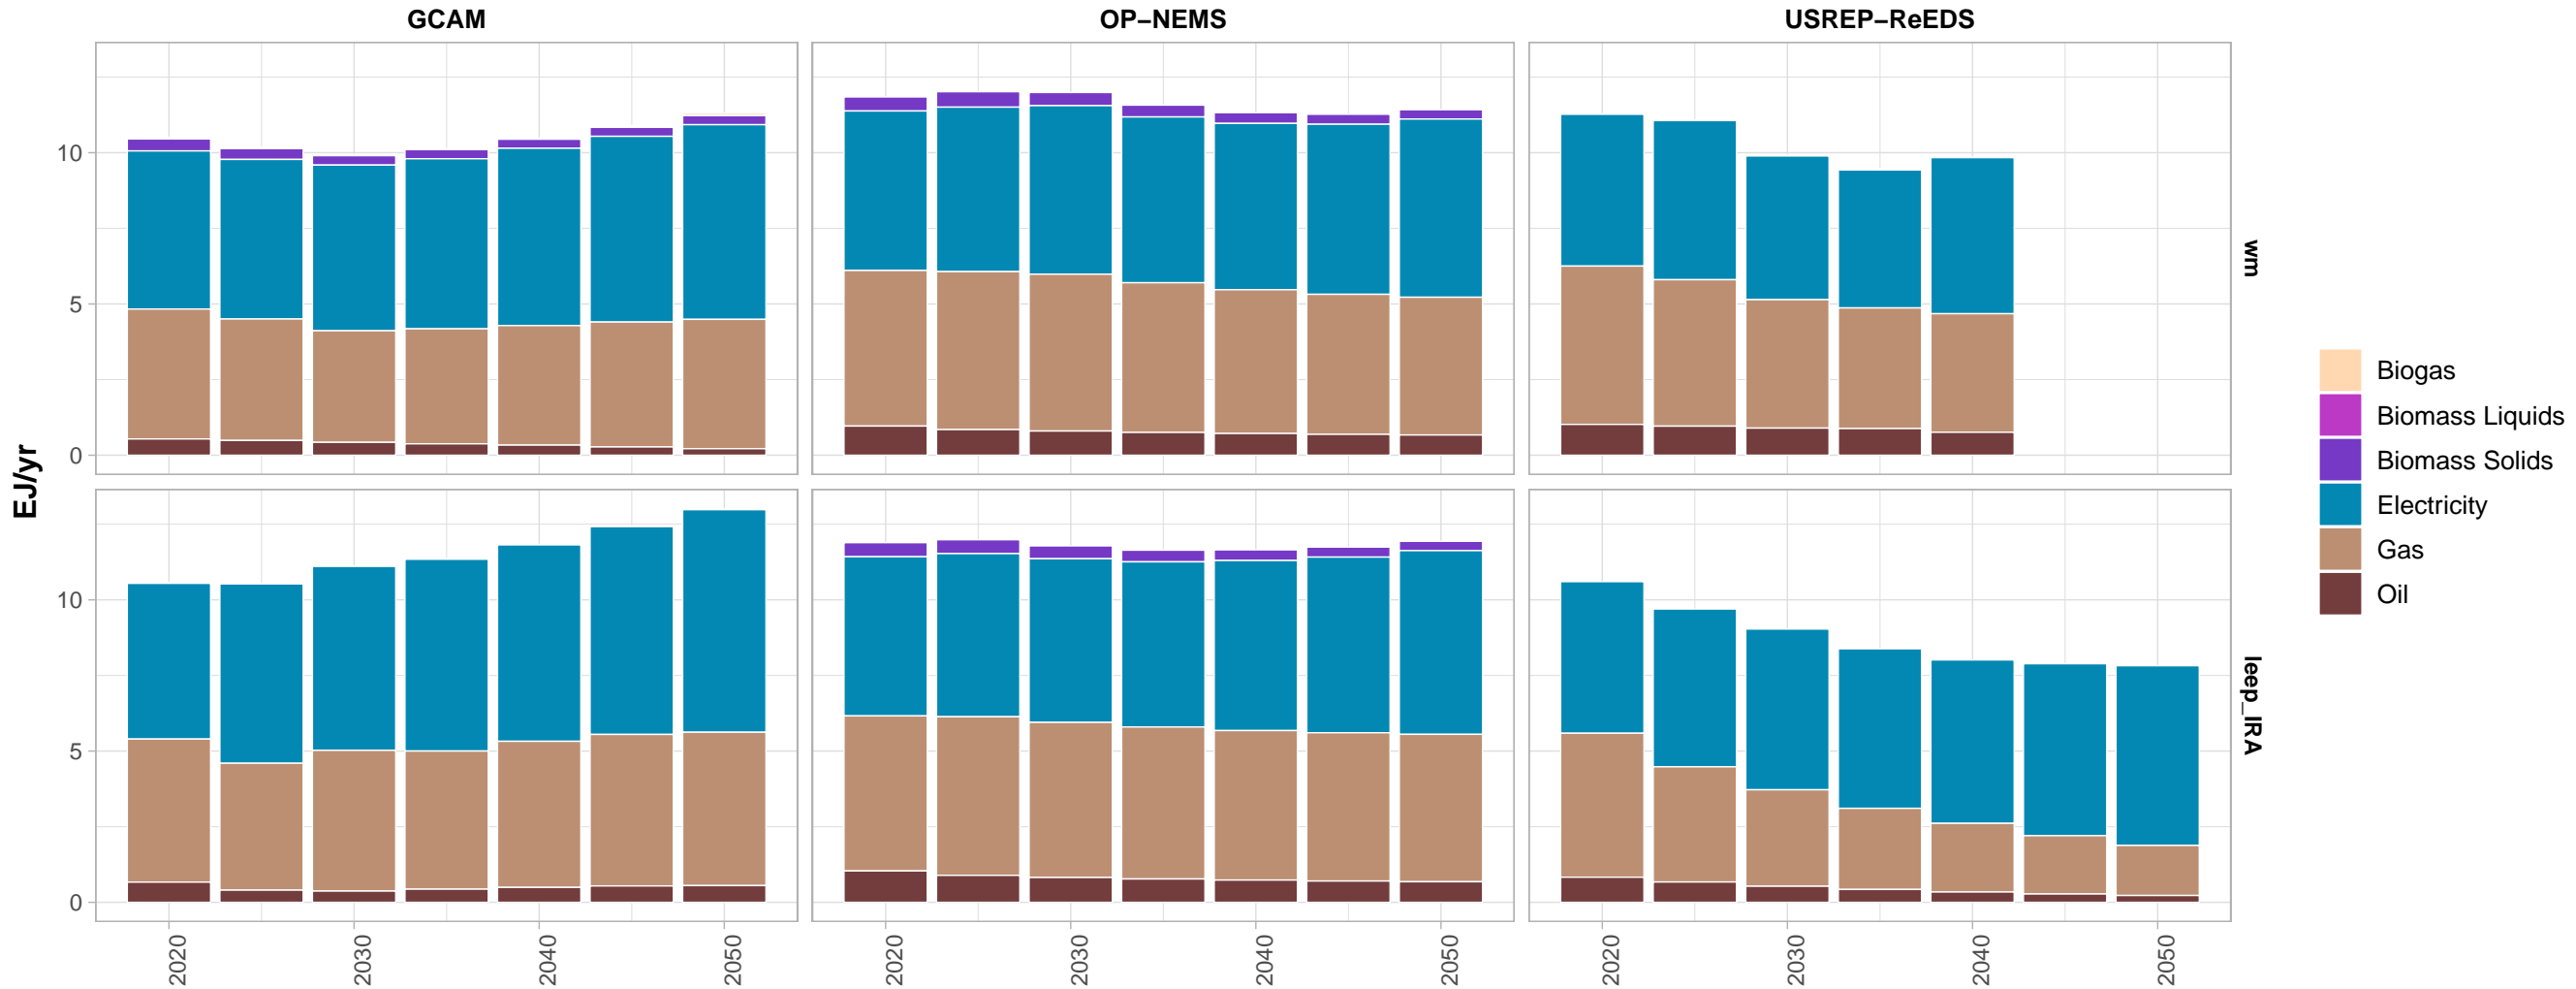 GCAM OP–NEMS USREP–ReEDS
EJ/yr
10
5
0
wm
10
5
0
leep_IRA
2020 2030 2040 2050 2020 2030 2040 2050 2020 2030 2040 2050
Biogas
Biomass Liquids
Biomass Solids
Electricity
Gas
Oil